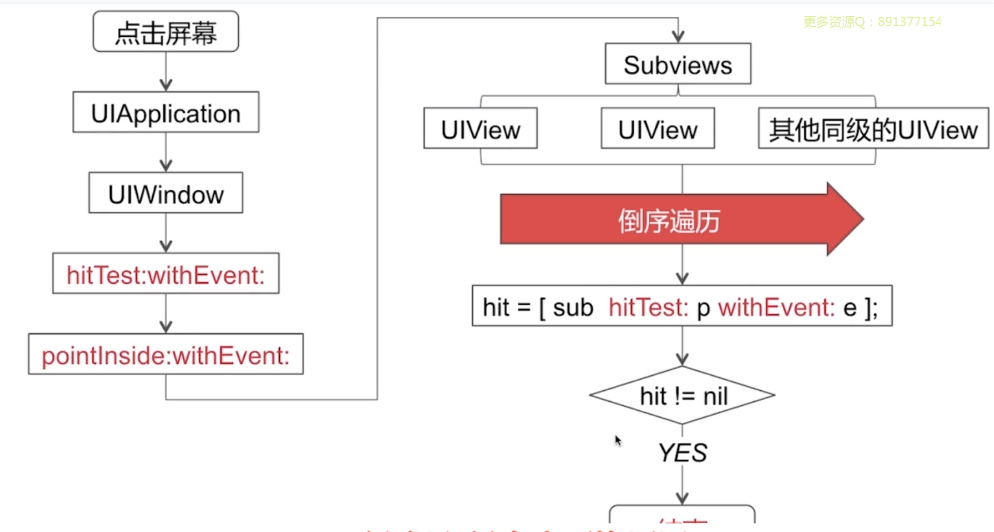 更多资源Q：891377154
点击屏幕
UIApplication
UIWindow
hitTest:withEvent:
pointInside:withEvent:
Subviews
UIView
UIView
其他同级的UIView
倒序遍历
hit = [ sub hitTest: p withEvent: e ];
hit != nil
YES